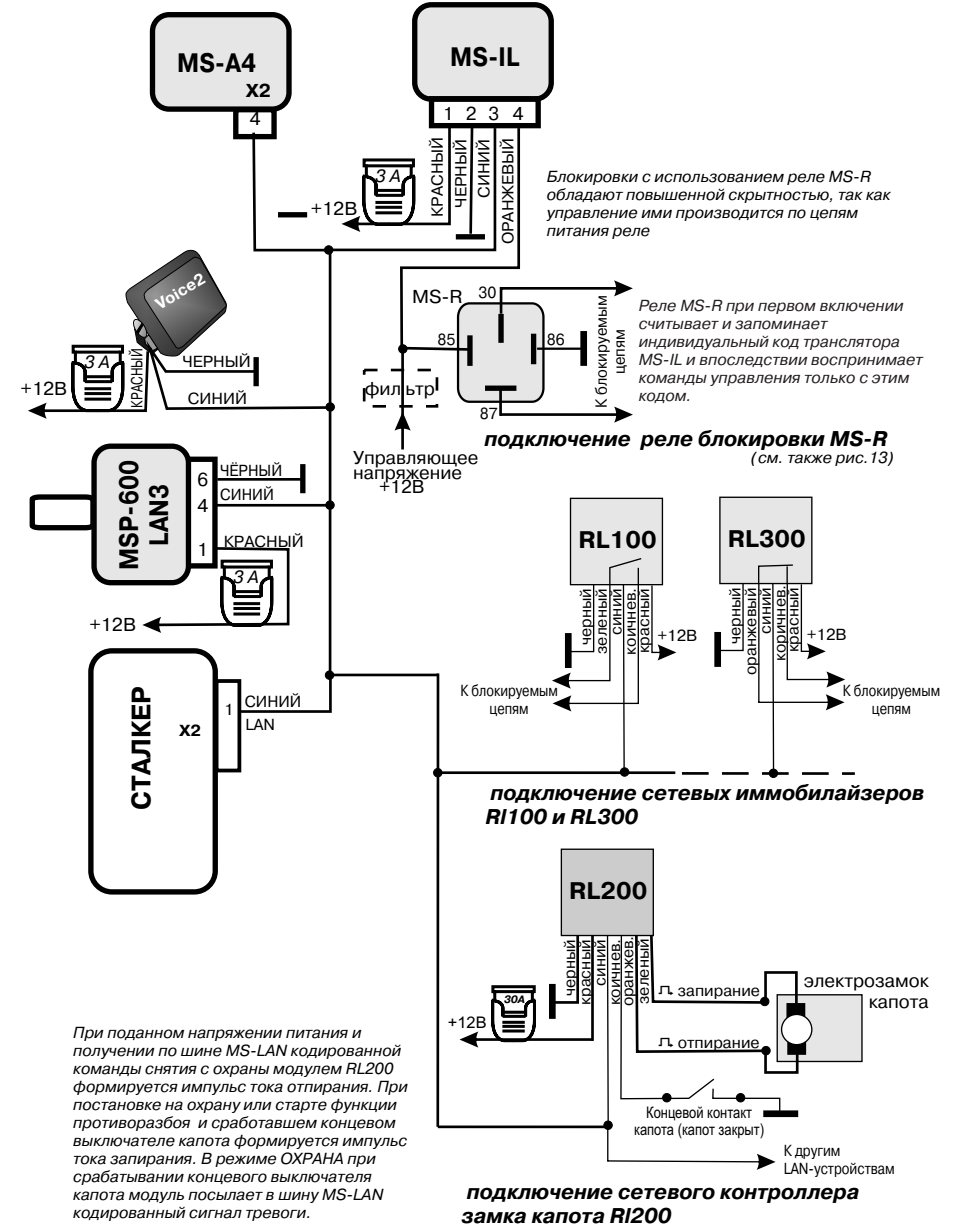 MS-A4
X2
4
MS-IL
1 2 3 4
КРАСНЫЙ
ЧЕРНЫЙ
СИНИЙ
ОРАНЖЕВЫЙ
3 А
+12В
Блокировки с использованием реле MS-R
обладают повышенной скрытностью, так как
управление ими производится по цепям
питания реле
Voice2
3 А
+12В
КРАСНЫЙ
ЧЕРНЫЙ
СИНИЙ
MS-R
30
85
86
87
К блокируемым
цепям
фильтр
Управляющее
напряжение
+12В
Реле MS-R при первом включении
считывает и запоминает
индивидуальный код транслятора
MS-IL и впоследствии воспринимает
команды управления только с этим
кодом.
подключение реле блокировки MS-R
(см. также рис.13)
MSP-600
LAN3
6
4
1
ЧЁРНЫЙ
СИНИЙ
КРАСНЫЙ
3 А
+12В
RL100
черный
зеленый
синий
коичнев.
красный
+12В
К блокируемым
цепям
RL300
черный
оранжевый
синий
коричнев.
красный
+12В
К блокируемым
цепям
СТАЛКЕР
X2
1
СИНИЙ
LAN
подключение сетевых иммобилайзеров
Rl100 и RL300
RL200
черный
красный
синий
коичнев.
оранжев.
зеленый
30А
+12В
запирание
отпирание
электрозамок
капота
Концевой контакт
капота (капот закрыт)
К другим
LAN-устройствам
При поданном напряжении питания и
получении по шине MS-LAN кодированной
команды снятия с охраны модулем RL200
формируется импульс тока отпирания. При
постановке на охрану или старте функции
противоразбоя и сработавшем концевом
выключателе капота формируется импульс
тока запирания. В режиме ОХРАНА при
срабатывании концевого выключателя
капота модуль посылает в шину MS-LAN
кодированный сигнал тревоги.
подключение сетевого контроллера
замка капота Rl200